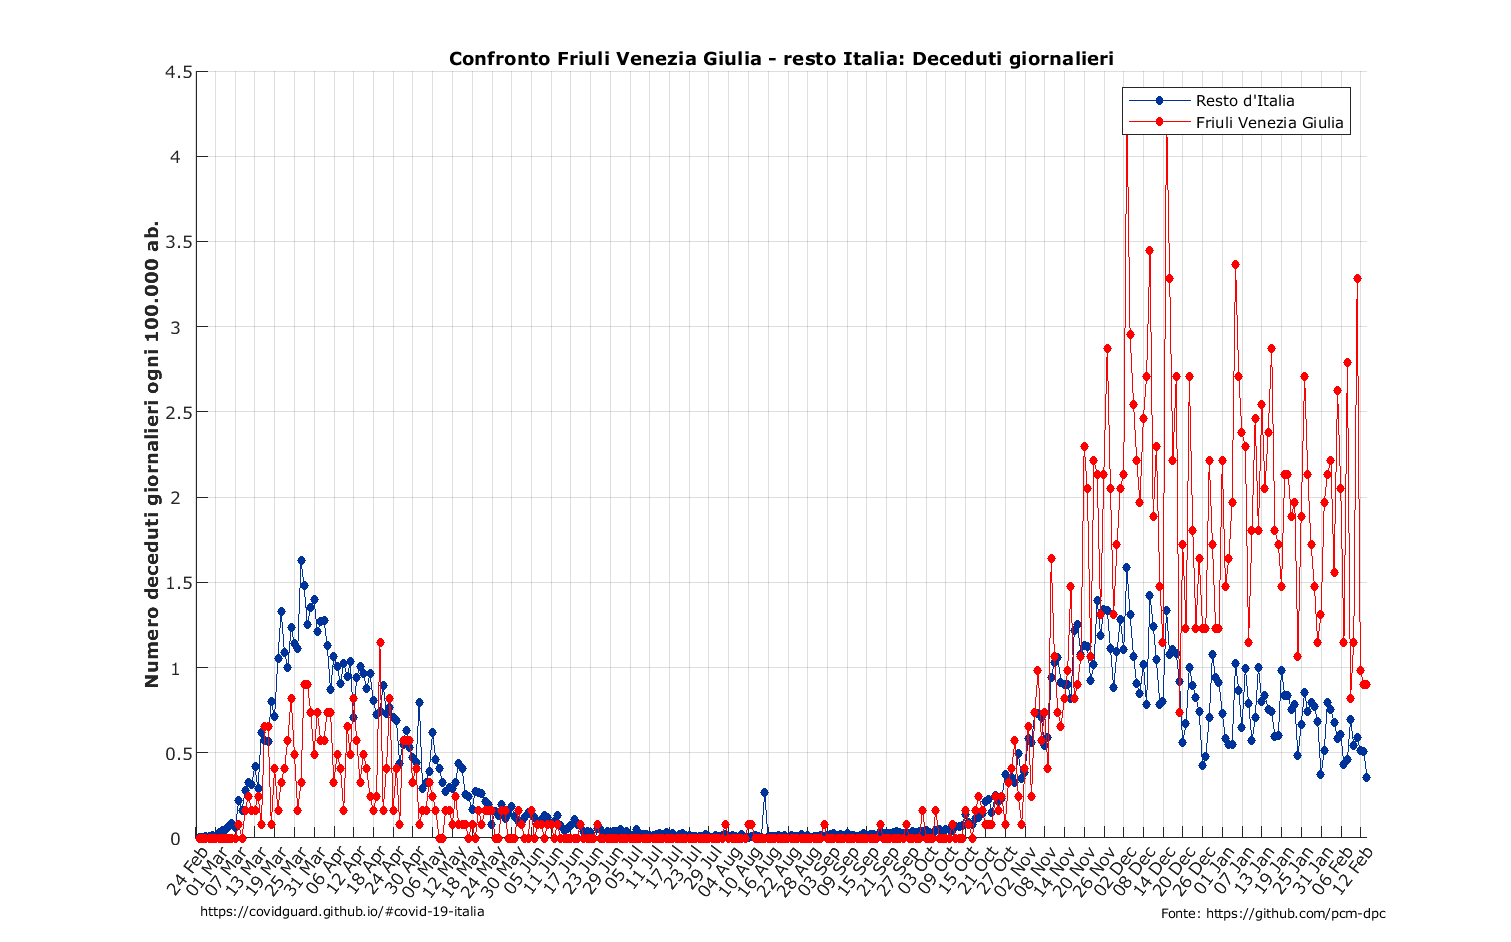 Confronto Friuli Venezia Giulia - resto Italia: Deceduti giornalieri
Resto d'Italia
Friuli Venezia Giulia
Numero deceduti giornalieri ogni 100.000 ab.
4.5
4
3.5
3
2.5
2
1.5
1
0.5
0
24 Feb
01 Mar
07 Mar
13 Mar
19 Mar
25 Mar
31 Mar
06 Apr
12 Apr
18 Apr
24 Apr
30 Apr
06 May
12 May
18 May
24 May
30 May
05 Jun
11 Jun
17 Jun
23 Jun
29 Jun
05 Jul
11 Jul
17 Jul
23 Jul
29 Jul
04 Aug
10 Aug
16 Aug
22 Aug
28 Aug
03 Sep
09 Sep
15 Sep
21 Sep
27 Sep
03 Oct
09 Oct
15 Oct
21 Oct
27 Oct
02 Nov
08 Nov
14 Nov
20 Nov
26 Nov
02 Dec
08 Dec
14 Dec
20 Dec
26 Dec
01 Jan
07 Jan
13 Jan
19 Jan
25 Jan
31 Jan
06 Feb
12 Feb
https://covidguard.github.io/#covid-19-italia
Fonte: https://github.com/pcm-dpc